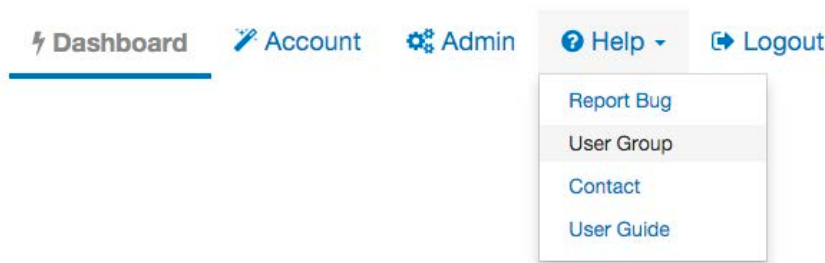 Dashboard Account Admin Help Logout
Report Bug
User Group
Contact
User Guide